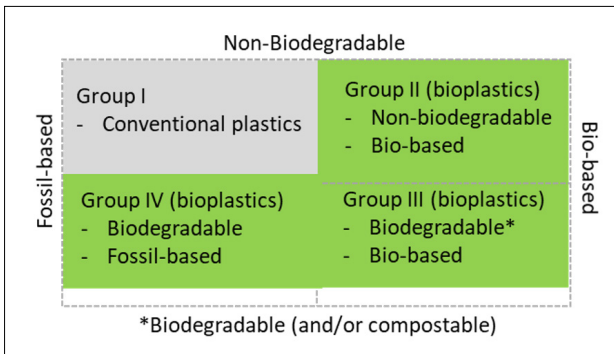 Non-Biodegradable
Fossil-based
Group I
- Conventional plastics
Group II (bioplastics)
- Non-biodegradable
- Bio-based
Bio-based
Group IV (bioplastics)
- Biodegradable
- Fossil-based
Group III (bioplastics)
- Biodegradable*
- Bio-based
*Biodegradable (and/or compostable)